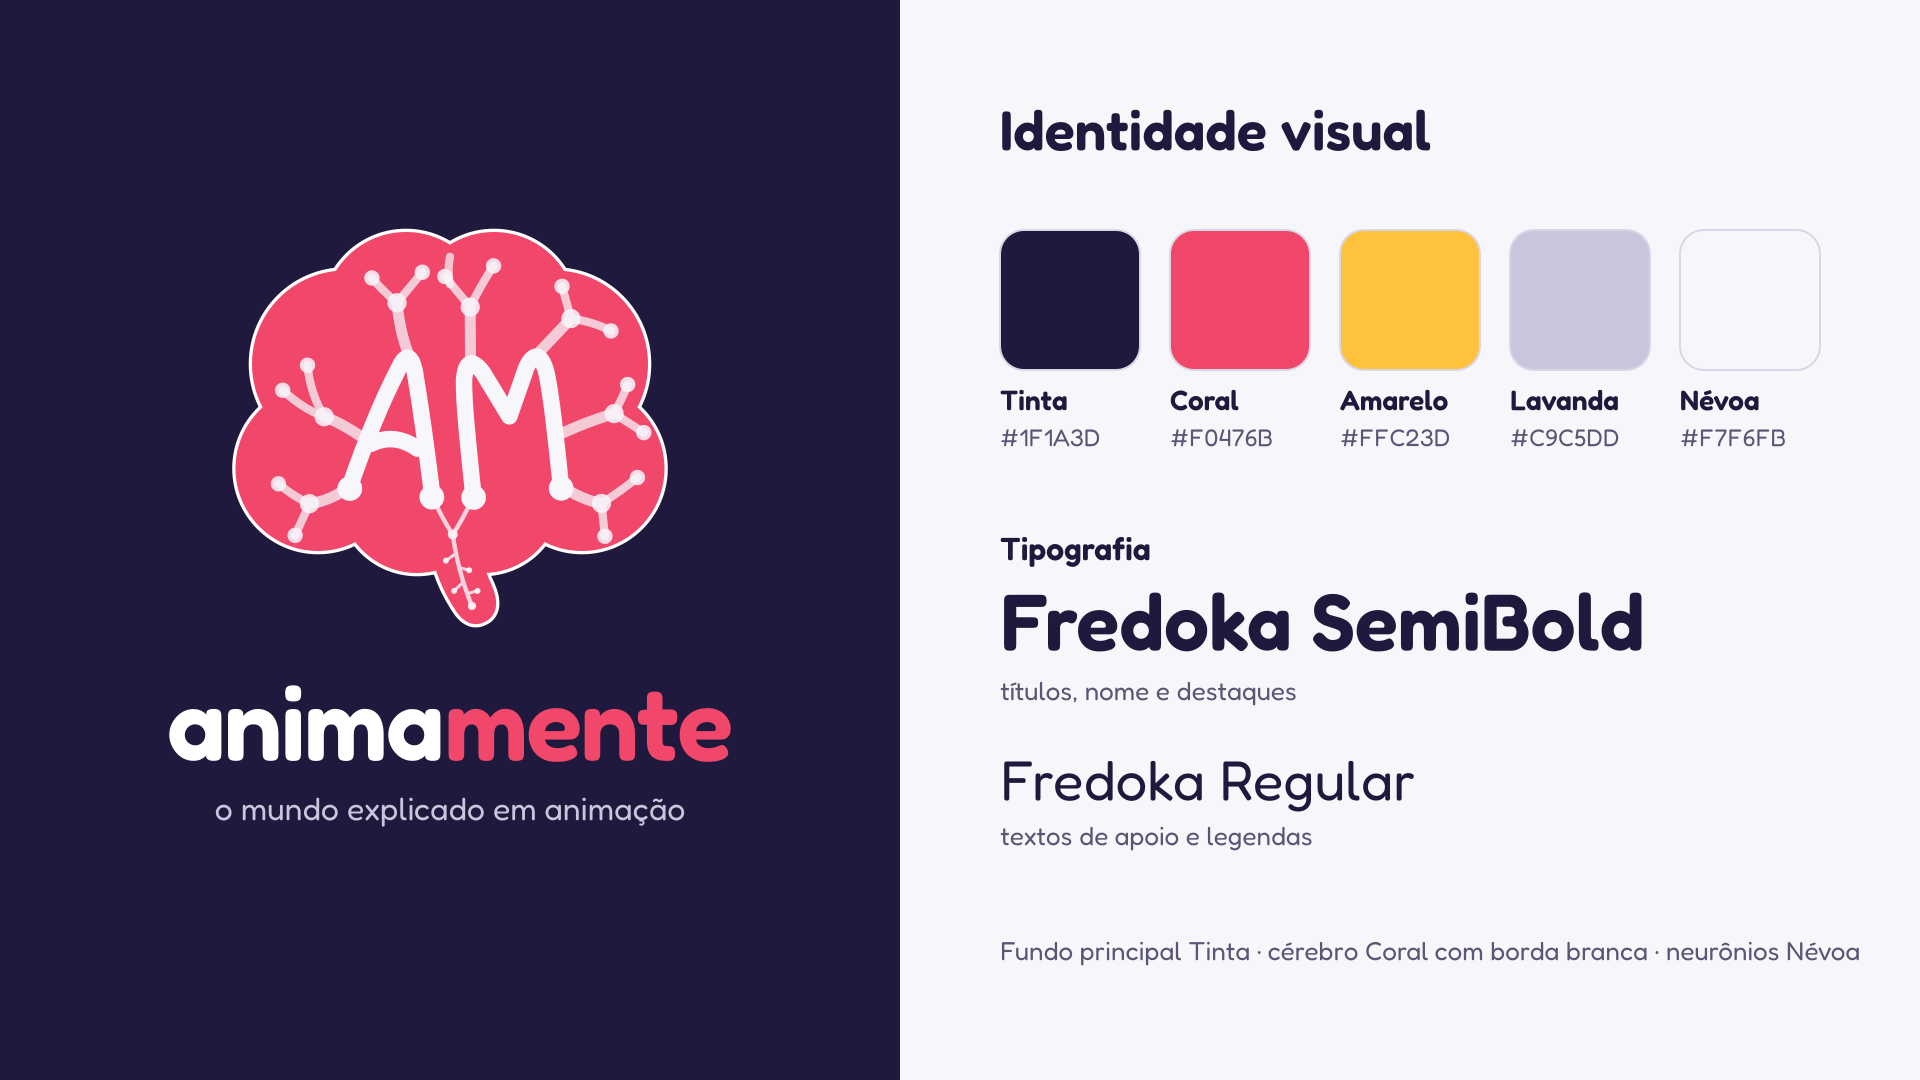 AM
animamente
o mundo explicado em animação
Identidade visual
Tinta
#1F1A3D
Coral
#F0476B
Amarelo
#FFC23D
Lavanda
#C9C5DD
Névoa
#F7F6FB
Tipografia
Fredoka SemiBold
títulos, nome e destaques
Fredoka Regular
textos de apoio e legendas
Fundo principal Tinta · cérebro Coral com borda branca · neurônios Névoa